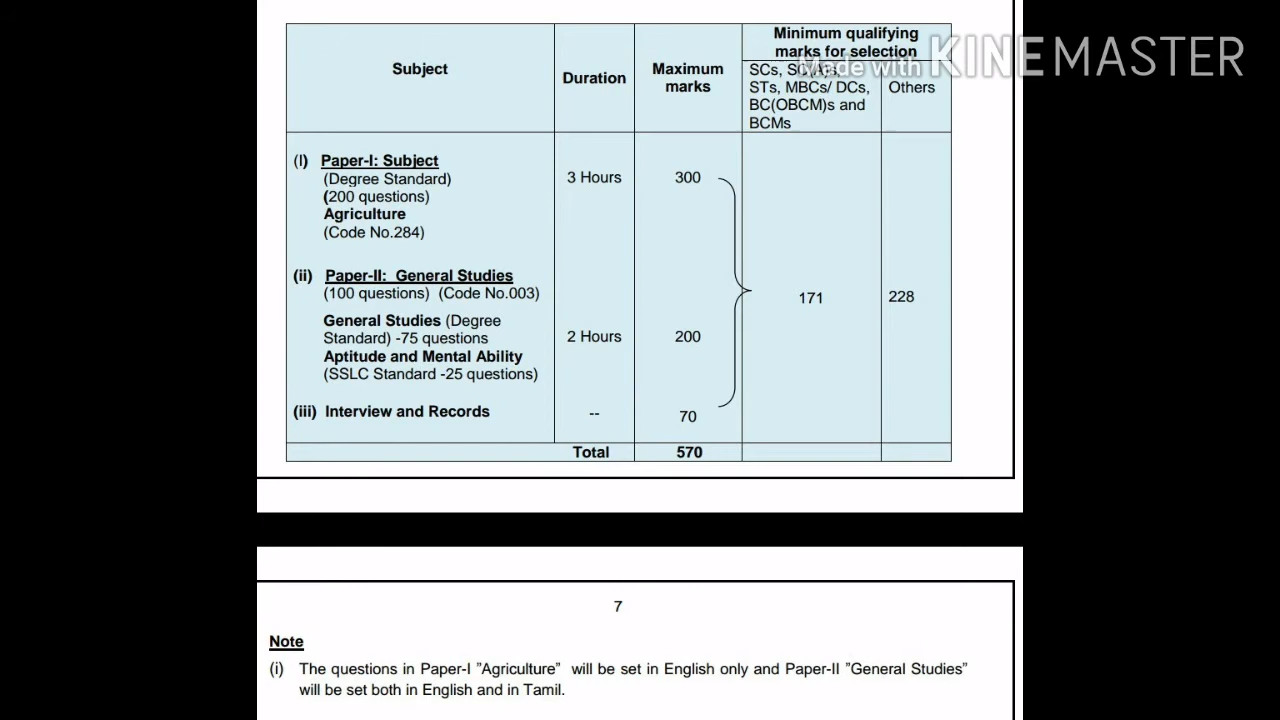 Subject
Duration
Maximum
marks
Minimum qualifying
marks for selection
SCs, SC(A)s,
STs, MBCs/ DCs,
BC(OBCM)s and
BCMs
Others
Made with KINEMASTER
(I) Paper-I: Subject
(Degree Standard)
(200 questions)
Agriculture
(Code No.284)
3 Hours
300
(ii) Paper-II: General Studies
(100 questions) (Code No.003)
General Studies (Degree
Standard) -75 questions
Aptitude and Mental Ability
(SSLC Standard -25 questions)
2 Hours
200
(iii) Interview and Records
--
70
171
228
Total
570
7
Note
(i) The questions in Paper-I "Agriculture" will be set in English only and Paper-II "General Studies"
will be set both in English and in Tamil.